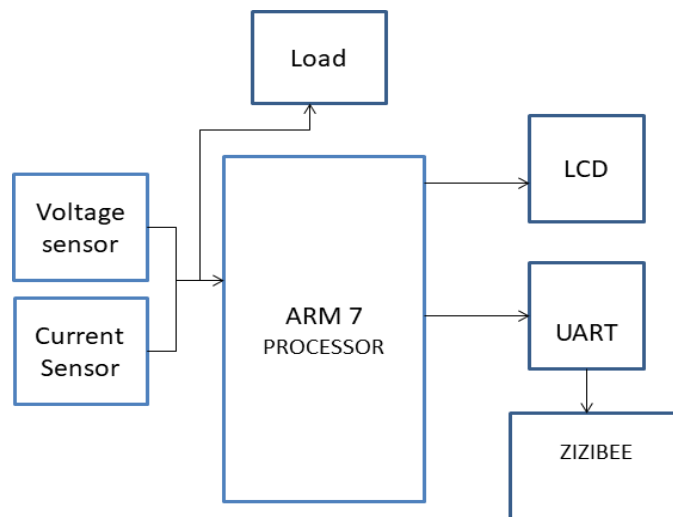 Load
LCD
Voltage
sensor
Current
Sensor
ARM 7
PROCESSOR
UART
ZIZIBEE